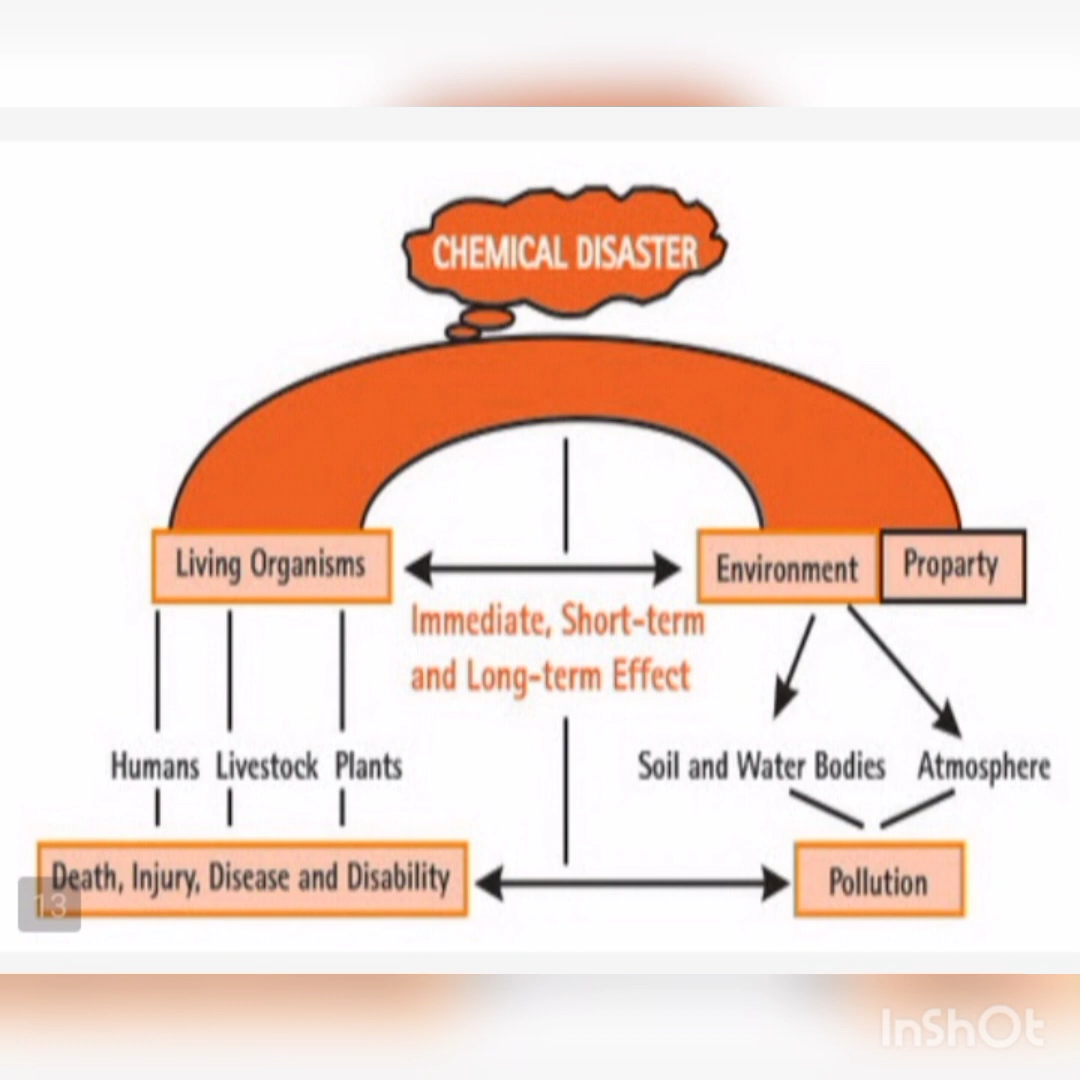 CHEMICAL DISASTER
Living Organisms
Environment
Proparty
Immediate, Short-term
and Long-term Effect
Humans Livestock Plants
Soil and Water Bodies
Atmosphere
Death, Injury, Disease and Disability
Pollution
13
InShOt